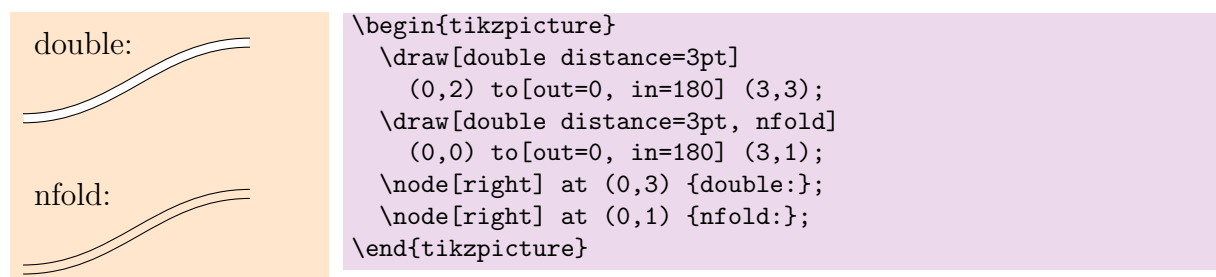 double:
nfold:
\begin{tikzpicture}
  \draw[double distance=3pt]
    (0,2) to[out=0, in=180] (3,3);
  \draw[double distance=3pt, nfold]
    (0,0) to[out=0, in=180] (3,1);
  \node[right] at (0,3) {double:};
  \node[right] at (0,1) {nfold:};
\end{tikzpicture}